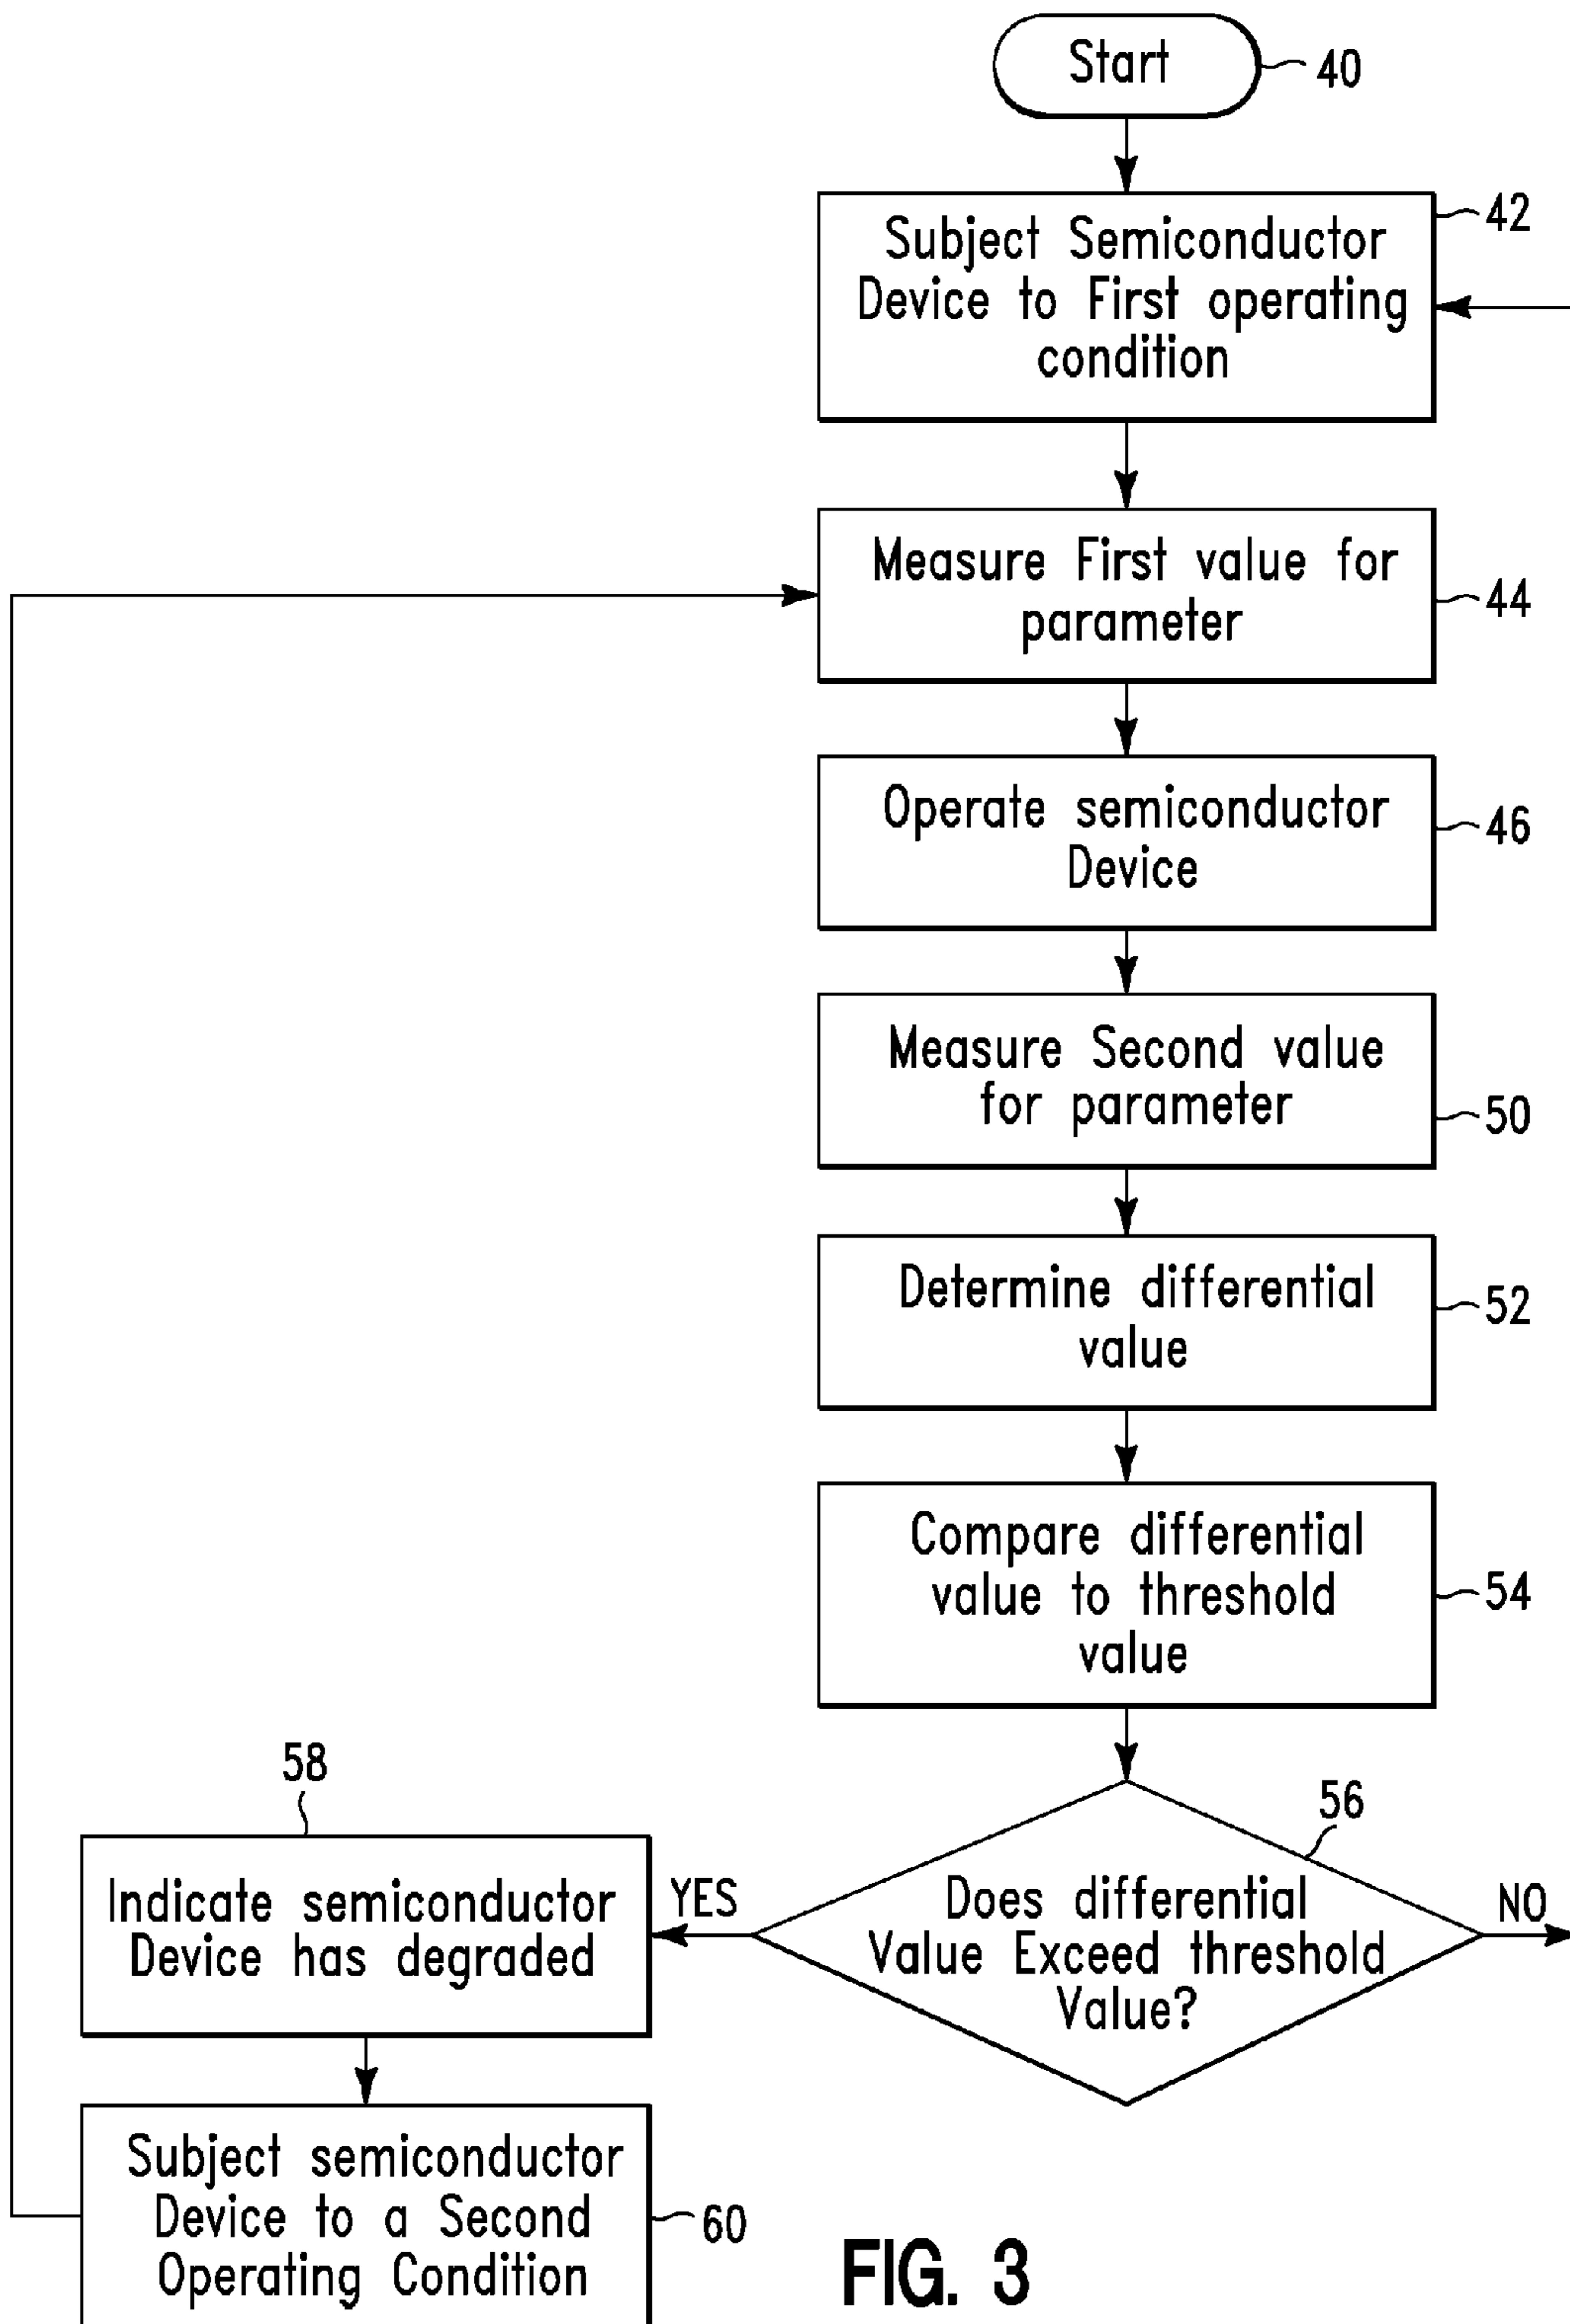 Start
40
Subject Semiconductor
Device to First operating
condition
42
Measure First value for
parameter
44
Operate semiconductor
Device
46
Measure Second value
for parameter
50
Determine differential
value
52
Compare differential
value to threshold
value
54
56
Does differential
Value Exceed threshold
Value?
YES
NO
58
Indicate semiconductor
Device has degraded
Subject semiconductor
Device to a Second
Operating Condition
60
FIG. 3